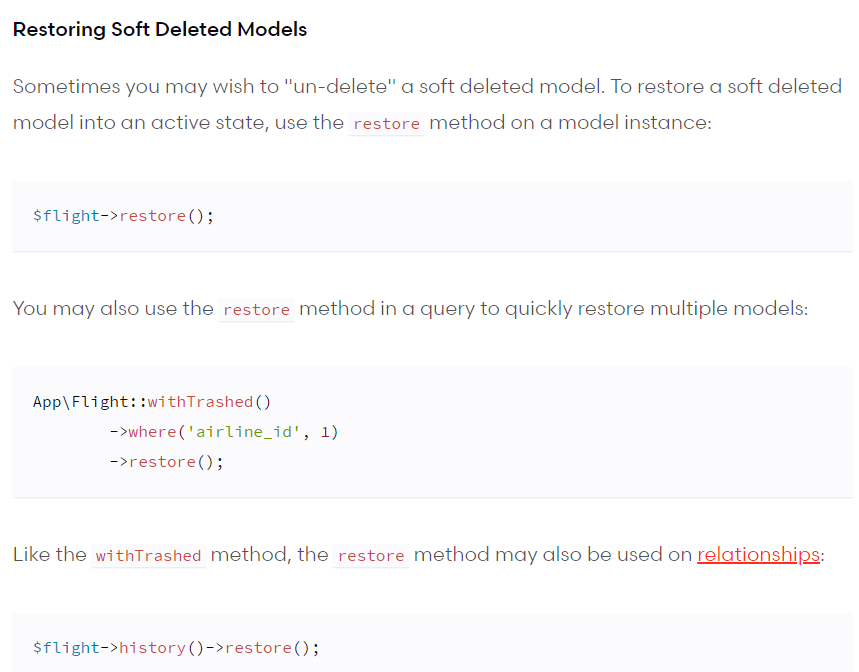 Restoring Soft Deleted Models
Sometimes you may wish to "un-delete" a soft deleted model. To restore a soft deleted
model into an active state, use the restore method on a model instance:
$flight->restore();
You may also use the restore method in a query to quickly restore multiple models:
App\Flight::withTrashed()
        ->where('airline_id', 1)
        ->restore();
Like the withTrashed method, the restore method may also be used on relationships:
$flight->history()->restore();